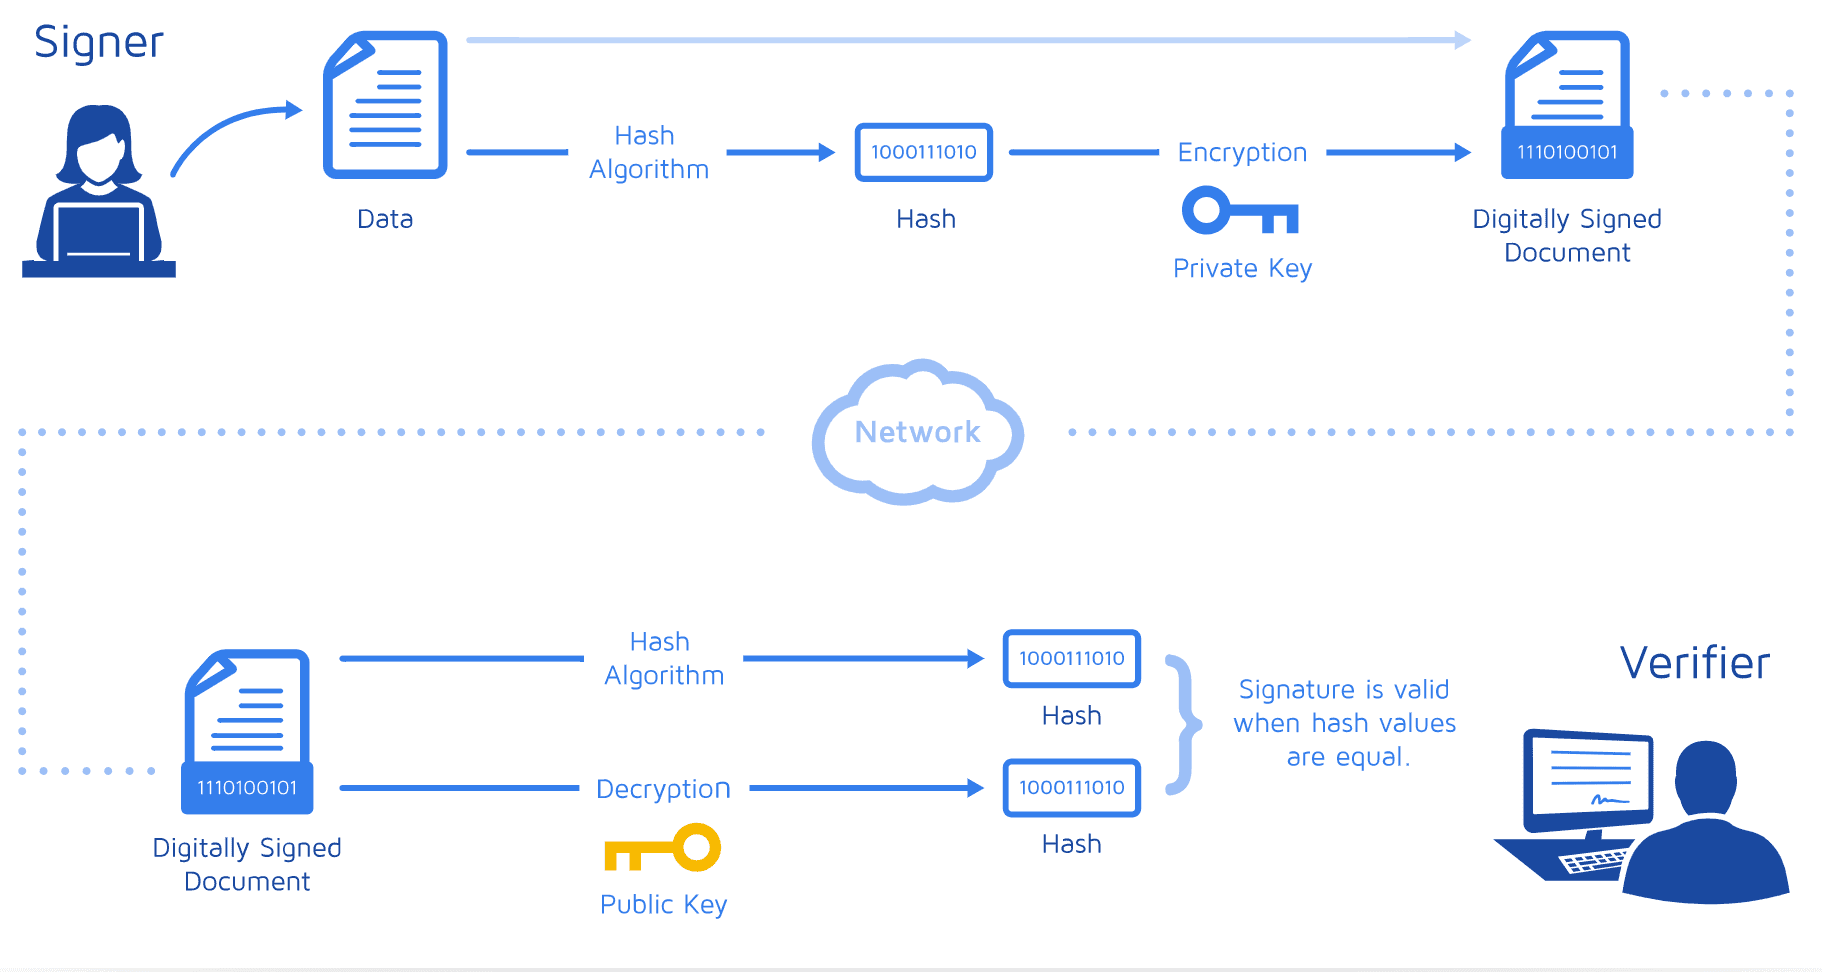 Signer
Hash
Algorithm
1000111010
Encryption
1110100101
Data
Hash
Private Key
Digitally Signed
Document
Network
Hash
Algorithm
1000111010
Hash
Signature is valid
when hash values
are equal.
Verifier
1110100101
Decryption
1000111010
Digitally Signed
Document
Public Key
Hash